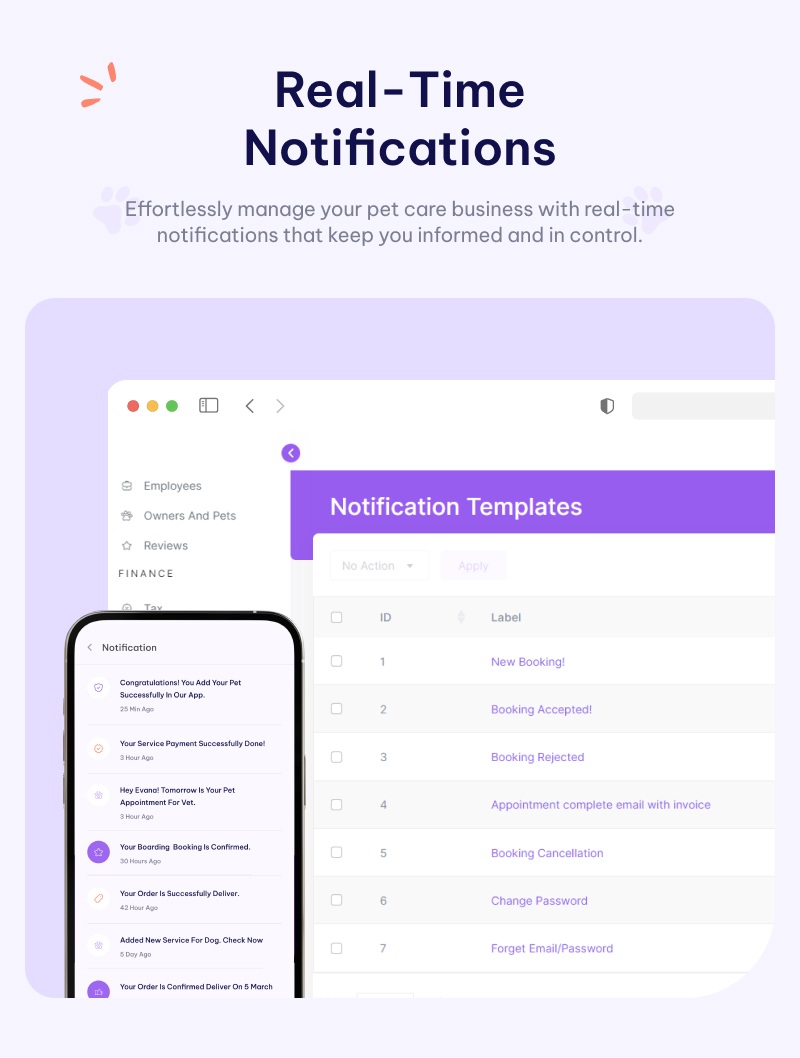 Real-Time
Notifications
Effortlessly manage your pet care business with real-time
notifications that keep you informed and in control.
Employees
Owners And Pets
Reviews
FINANCE
Tax
Notification Templates
No Action
Apply
ID Label
1 New Booking!
2 Booking Accepted!
3 Booking Rejected
4 Appointment complete email with invoice
5 Booking Cancellation
6 Change Password
7 Forget Email/Password
Notification
Congratulations! You Add Your Pet
Successfully In Our App.
25 Min Ago
Your Service Payment Successfully Done!
3 Hour Ago
Hey Evana! Tomorrow Is Your Pet
Appointment For Vet.
3 Hour Ago
Your Boarding Booking Is Confirmed.
30 Hours Ago
Your Order Is Successfully Deliver.
42 Hour Ago
Added New Service For Dog, Check Now
5 Day Ago
Your Order Is Confirmed Deliver On 5 March